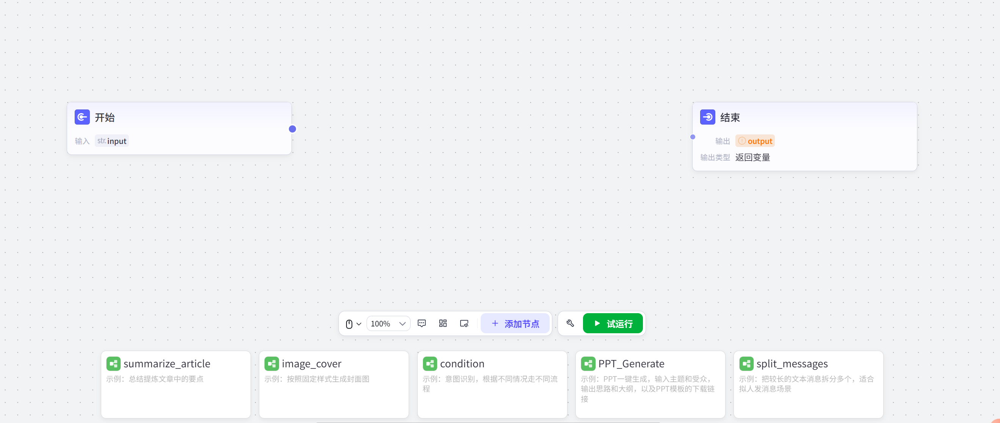 开始
输入 str. input
结束
输出 output
输出类型 返回变量
100%
添加节点
试运行
summarize_article
示例：总结提炼文章中的要点
image_cover
示例：按照固定样式生成封面图
condition
示例：意图识别，根据不同情况走不同流
程
PPT_Generate
示例：PPT一键生成，输入主题和受众，
输出思路和大纲，以及PPT模板的下载链
接
split_messages
示例：把较长的文本消息拆分多个，适合
拟人发消息场景